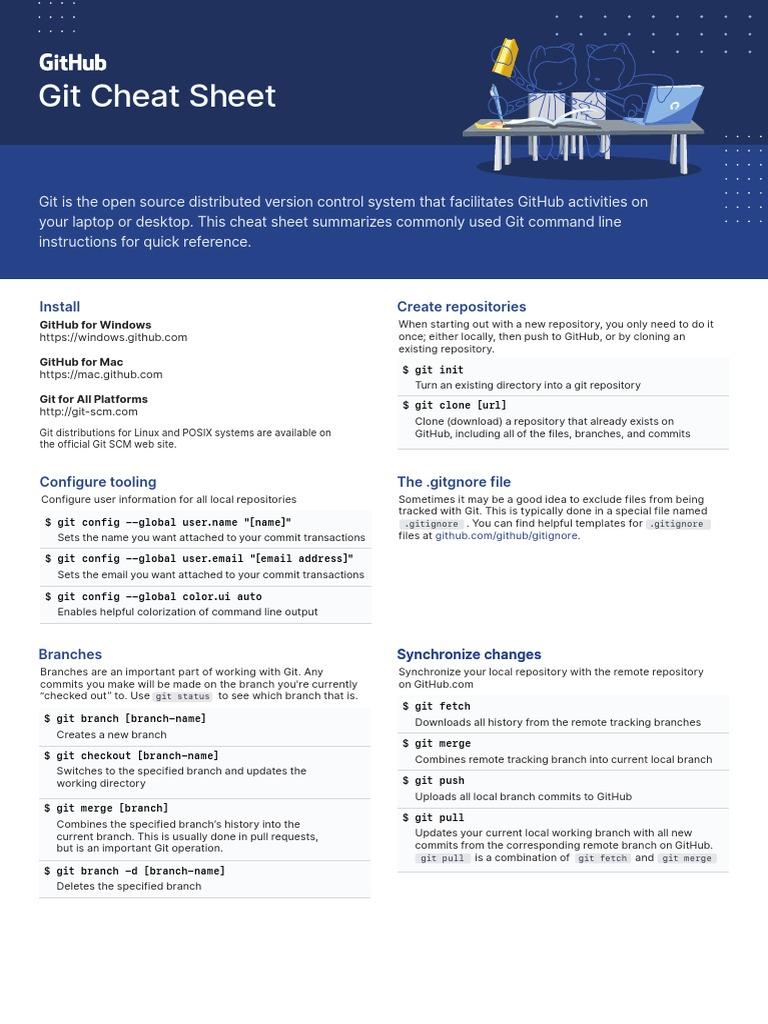 GitHub
Git Cheat Sheet
Git is the open source distributed version control system that facilitates GitHub activities on
your laptop or desktop. This cheat sheet summarizes commonly used Git command line
instructions for quick reference.
Install
GitHub for Windows
https://windows.github.com
GitHub for Mac
https://mac.github.com
Git for All Platforms
http://git-scm.com
Git distributions for Linux and POSIX systems are available on
the official Git SCM web site.
Create repositories
When starting out with a new repository, you only need to do it
once; either locally, then push to GitHub, or by cloning an
existing repository.
$ git init
Turn an existing directory into a git repository
$ git clone [url]
Clone (download) a repository that already exists on
GitHub, including all of the files, branches, and commits
Configure tooling
Configure user information for all local repositories
$ git config --global user.name "[name]"
Sets the name you want attached to your commit transactions
$ git config --global user.email "[email address]"
Sets the email you want attached to your commit transactions
$ git config --global color.ui auto
Enables helpful colorization of command line output
The .gitgnore file
Sometimes it may be a good idea to exclude files from being
tracked with Git. This is typically done in a special file named
.gitignore . You can find helpful templates for .gitignore
files at github.com/github/gitignore.
Branches
Branches are an important part of working with Git. Any
commits you make will be made on the branch you're currently
“checked out” to. Use git status to see which branch that is.
$ git branch [branch-name]
Creates a new branch
$ git checkout [branch-name]
Switches to the specified branch and updates the
working directory
$ git merge [branch]
Combines the specified branch's history into the
current branch. This is usually done in pull requests,
but is an important Git operation.
$ git branch -d [branch-name]
Deletes the specified branch
Synchronize changes
Synchronize your local repository with the remote repository
on GitHub.com
$ git fetch
Downloads all history from the remote tracking branches
$ git merge
Combines remote tracking branch into current local branch
$ git push
Uploads all local branch commits to GitHub
$ git pull
Updates your current local working branch with all new
commits from the corresponding remote branch on GitHub.
git pull is a combination of git fetch and git merge